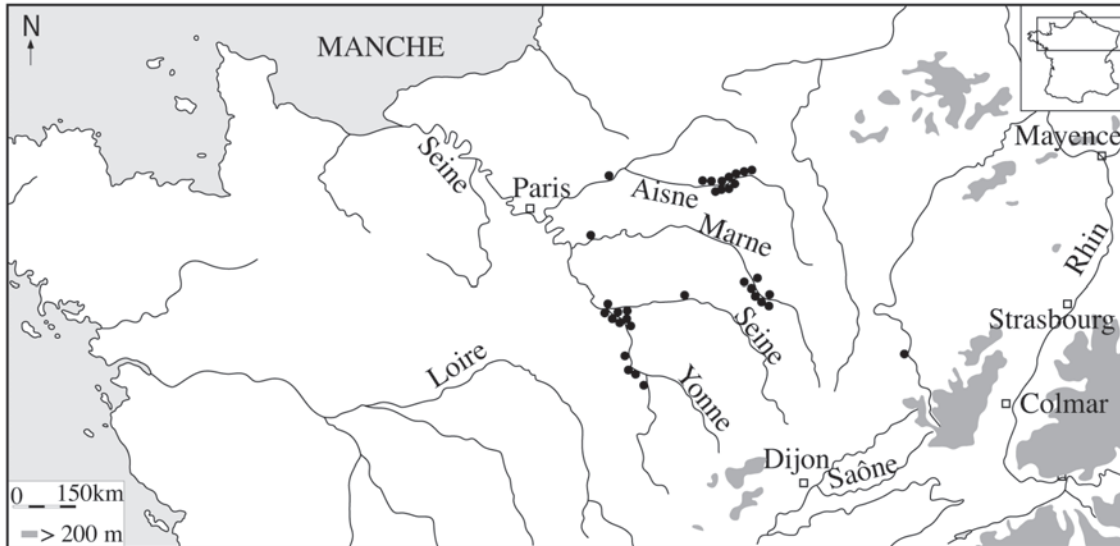 N
MANCHE
Mayence
Seine
Paris
Aisne
Marne
Rhin
Strasbourg
Seine
Loire
Yonne
Colmar
Dijon
Saône
0 150km
> 200 m